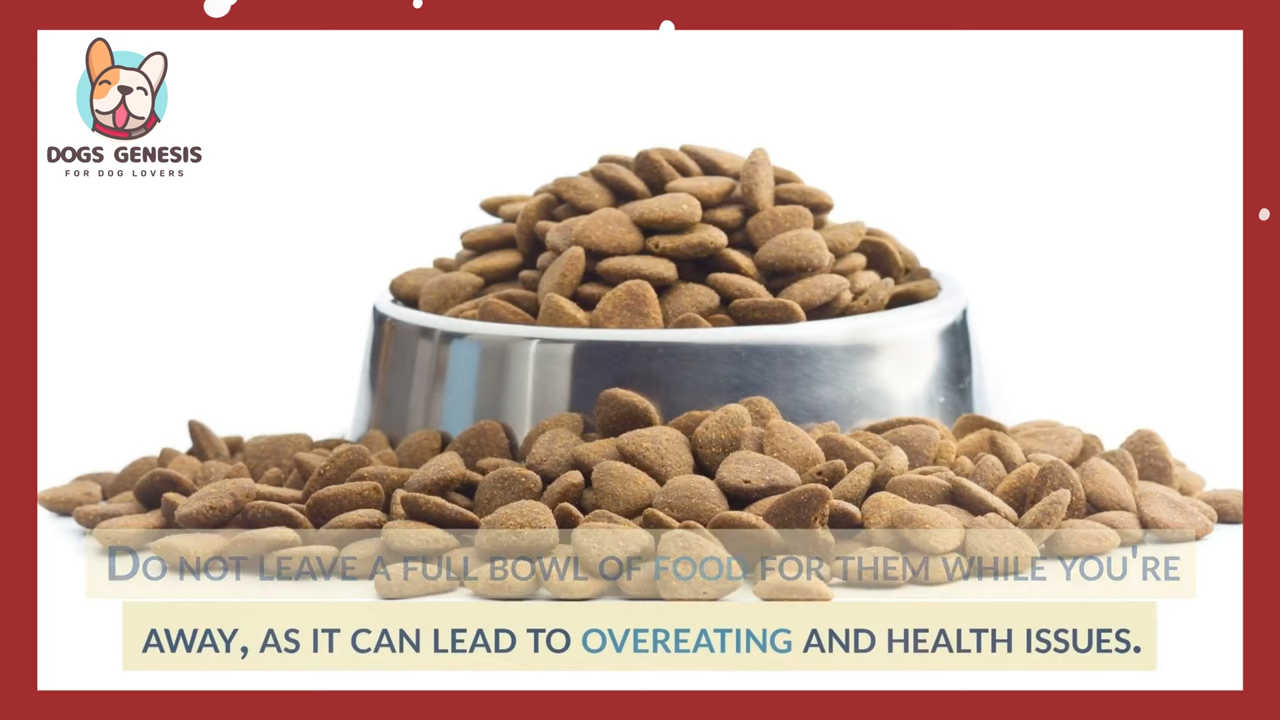 DOGS GENESIS
FOR DOG LOVERS
DO NOT LEAVE A FULL BOWL OF FOOD FOR THEM WHILE YOU'RE
AWAY, AS IT CAN LEAD TO OVEREATING AND HEALTH ISSUES.